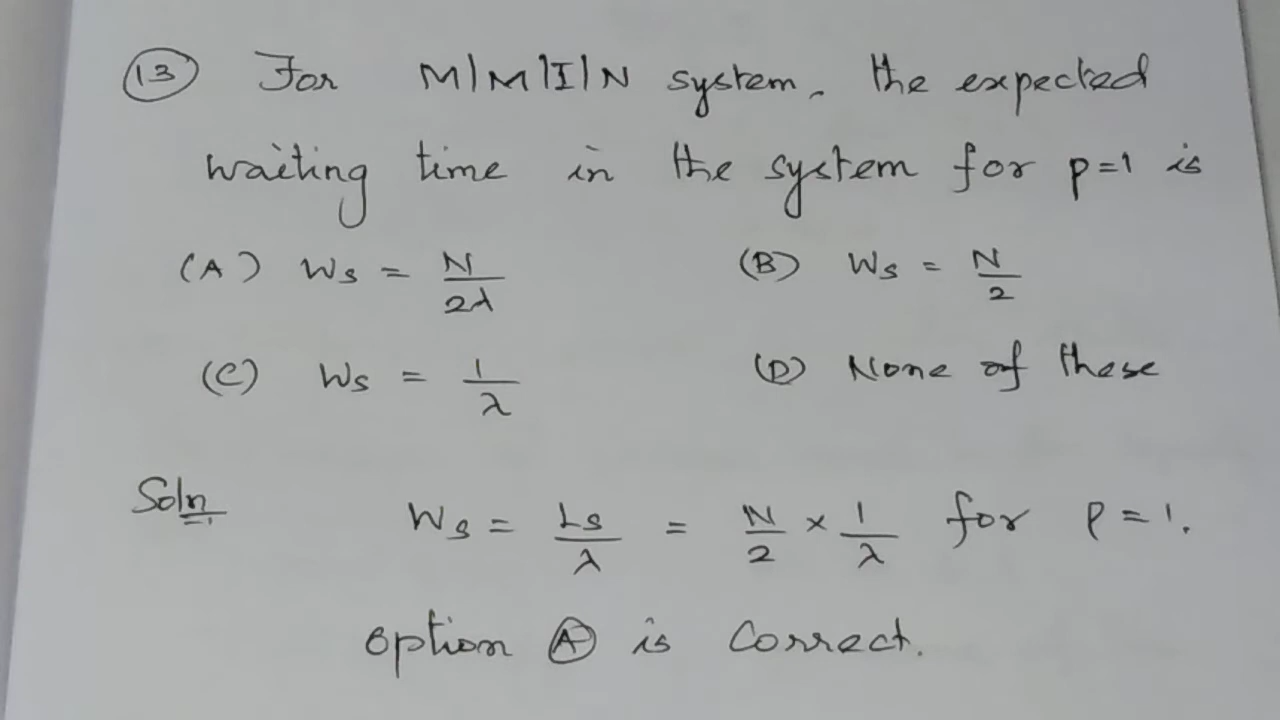 (13) For M|M|I|N system, the expected
waiting time in the system for ρ=1 is
(A) Ws = N/2λ (B) Ws = N/2
(C) Ws = 1/λ (D) None of these
Soln Ws = Ls/λ = N/2 × 1/λ for ρ=1.
option (A) is correct.